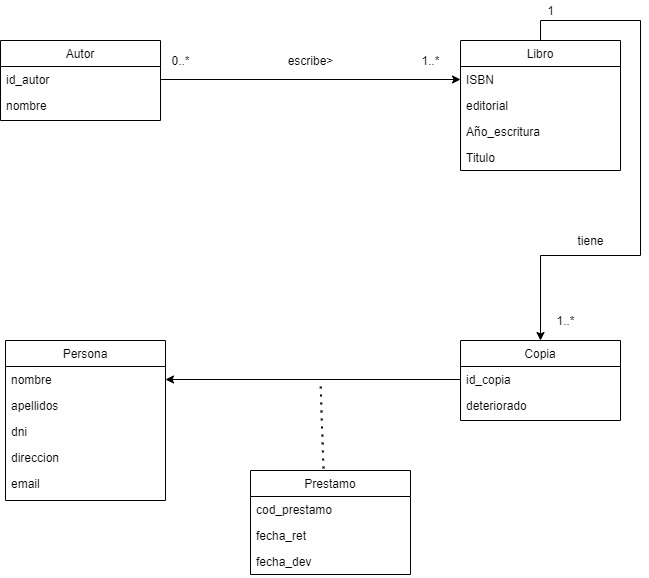 1
Autor
0..*
escribe>
1..*
Libro
id_autor
nombre
ISBN
editorial
Año_escritura
Titulo
tiene
1..*
Persona
nombre
apellidos
dni
direccion
email
Copia
id_copia
deteriorado
Prestamo
cod_prestamo
fecha_ret
fecha_dev